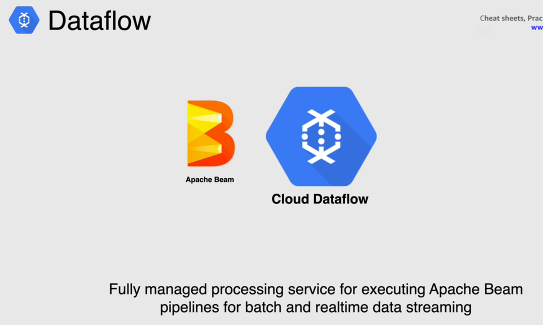 Dataflow
Cheat sheets, Prac
www
Apache Beam
Cloud Dataflow
Fully managed processing service for executing Apache Beam
pipelines for batch and realtime data streaming